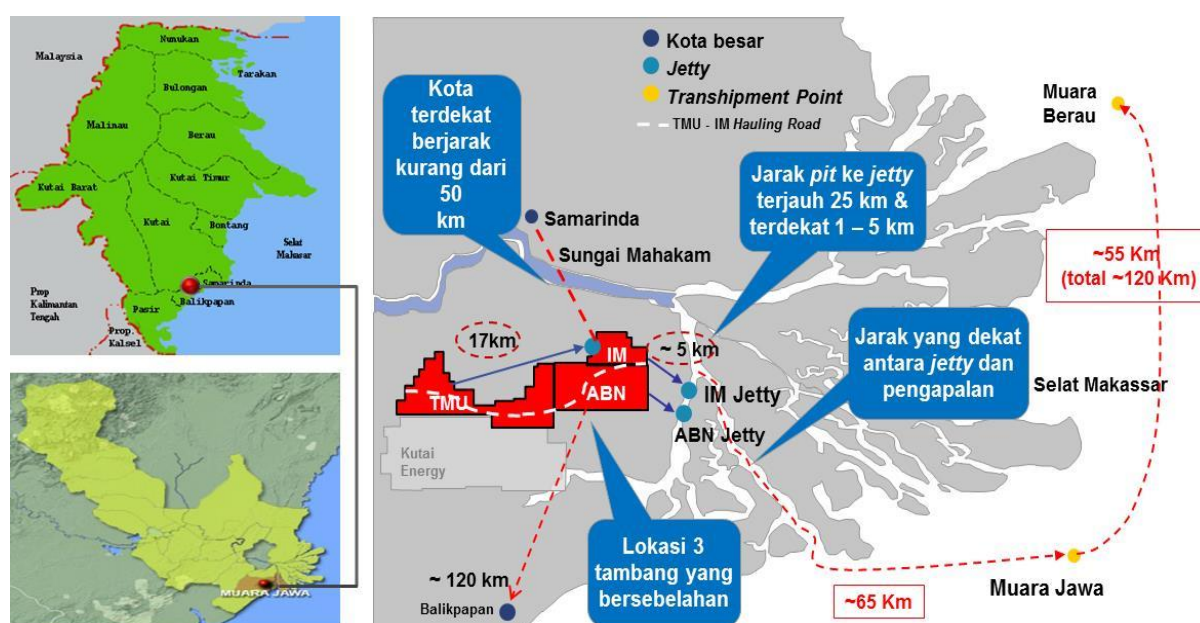 Nunukan
Malaysia
Tarakan
Bulongan
Malinau
Berau
Kutai Barat
Kutai Timur
Kutai
Bontang
Selat
Makasar
Samarinda
Balikpapan
Prop
Kalimantan
Tengah
Pasir
Prop.
Kalsel
MUARA JAWA
Kota besar
Jetty
Transhipment Point
TMU - IM Hauling Road
Kota
terdekat
berjarak
kurang dari
50
km
Samarinda
Sungai Mahakam
Jarak pit ke jetty
terjauh 25 km &
terdekat 1 – 5 km
Muara
Berau
~55 Km
(total ~120 Km)
17km
IM
~ 5 km
TMU
ABN
IM Jetty
ABN Jetty
Jarak yang dekat
antara jetty dan
pengapalan
Selat Makassar
Kutai
Energy
Lokasi 3
tambang yang
bersebelahan
~ 120 km
Balikpapan
~65 Km
Muara Jawa